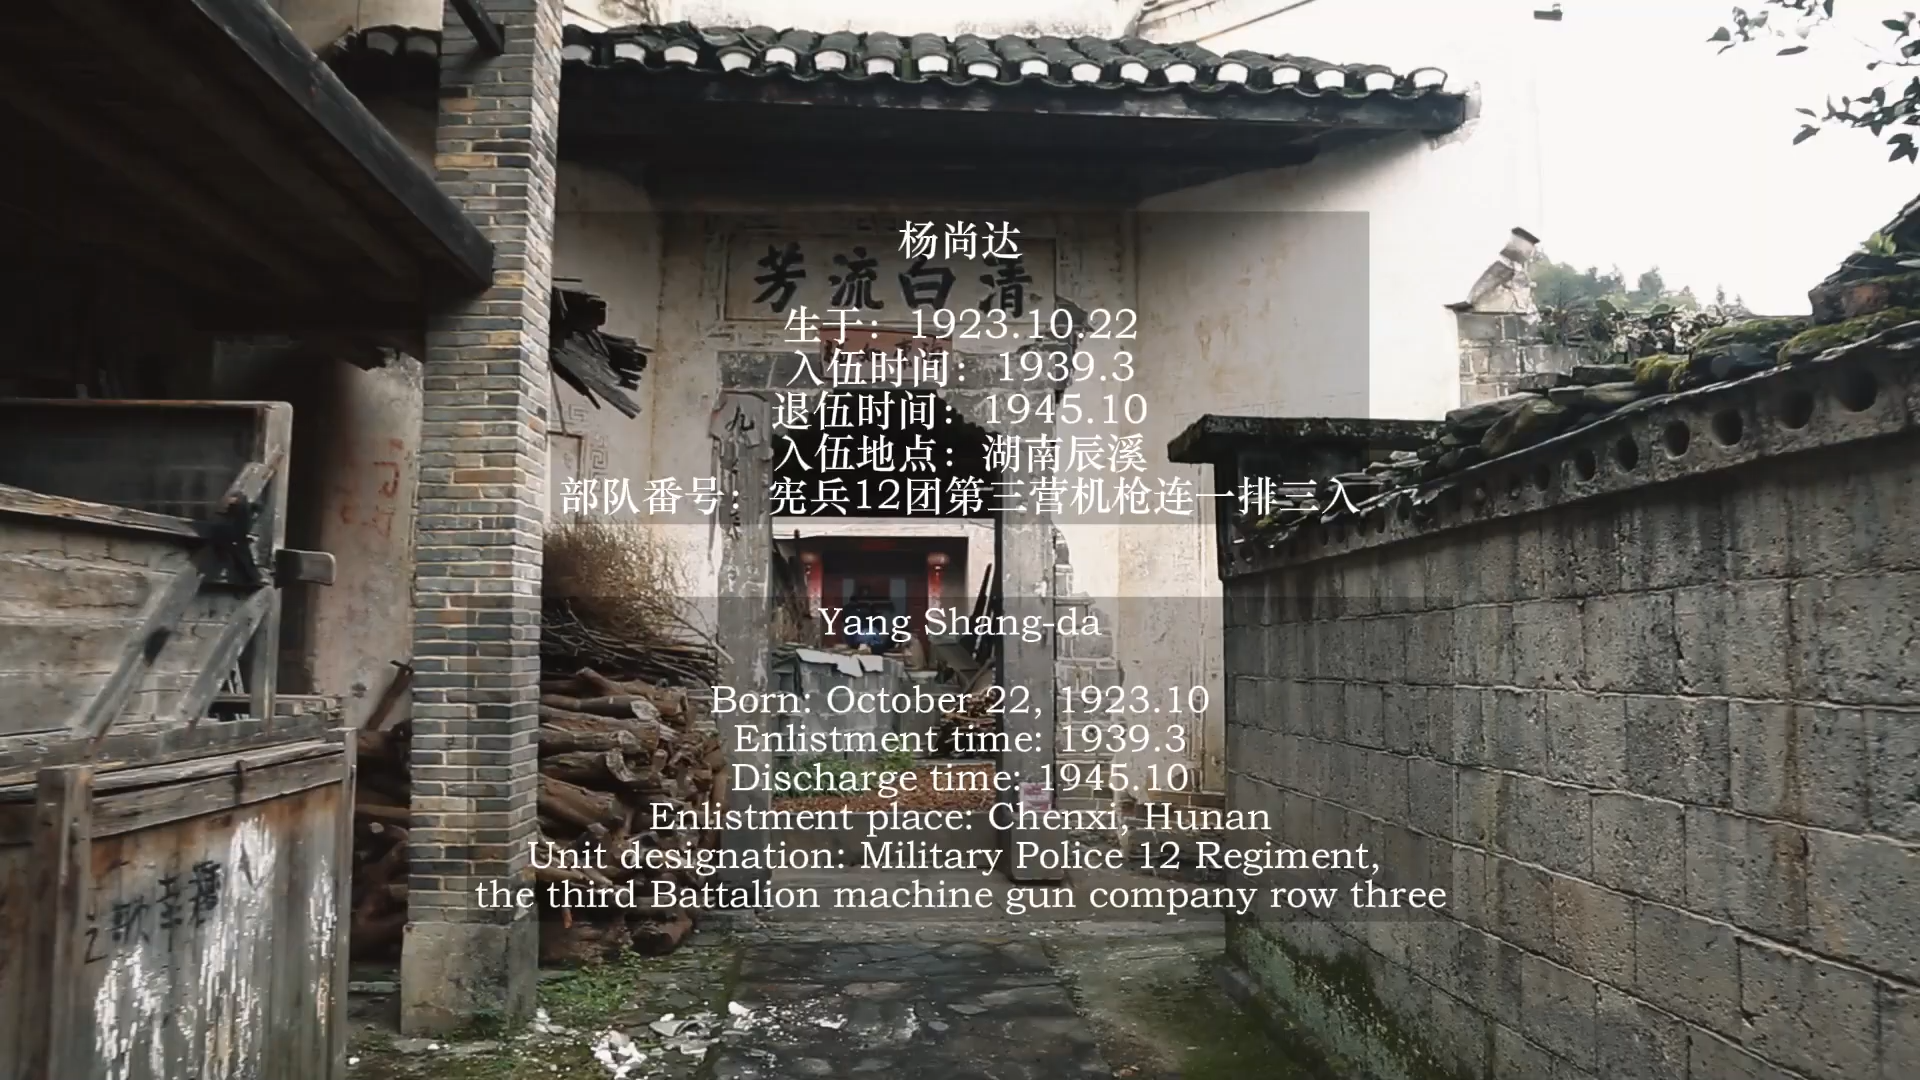 杨尚达
芳流白清
生于：1923.10.22
入伍时间：1939.3
退伍时间：1945.10
入伍地点：湖南辰溪
部队番号：宪兵12团第三营机枪连一排三入
Yang Shang-da
Born: October 22, 1923.10
Enlistment time: 1939.3
Discharge time: 1945.10
Enlistment place: Chenxi, Hunan
Unit designation: Military Police 12 Regiment,
the third Battalion machine gun company row three